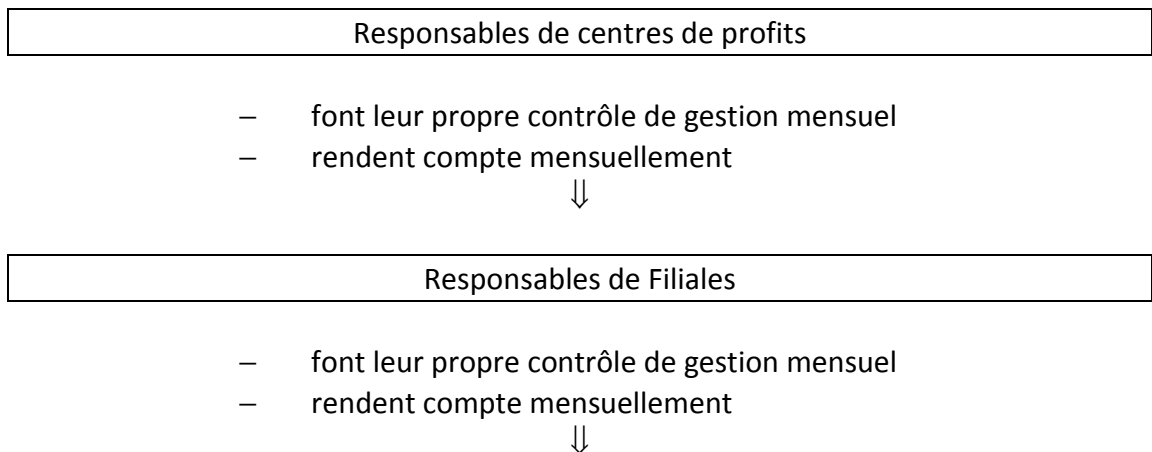 Responsables de centres de profits
– font leur propre contrôle de gestion mensuel
– rendent compte mensuellement
⇓
Responsables de Filiales
– font leur propre contrôle de gestion mensuel
– rendent compte mensuellement
⇓